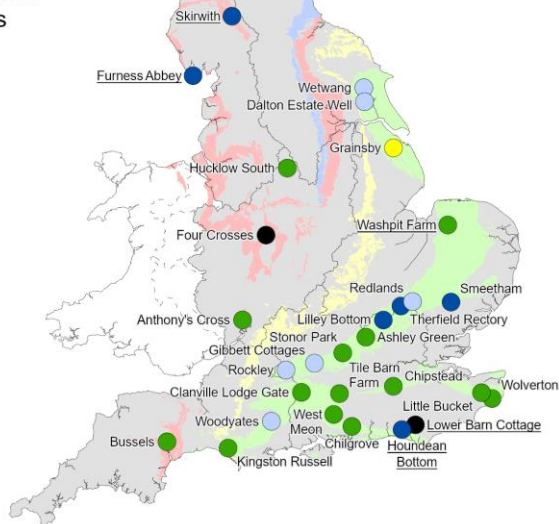 s
Skirwith
Furness Abbey
Wetwang
Dalton Estate Well
Grainsby
Hucklow South
Washpit Farm
Four Crosses
Redlands
Smeetham
Anthony's Cross
Lilley Bottom
Therfield Rectory
Stonor Park
Ashley Green
Gibbett Cottages
Rockley
Tile Barn
Farm
Chipstead
Wolverton
Clanville Lodge Gate
Little Bucket
Woodyates
West
Meon
Lower Barn Cottage
Chilgrove
Houndean
Bottom
Bussels
Kingston Russell